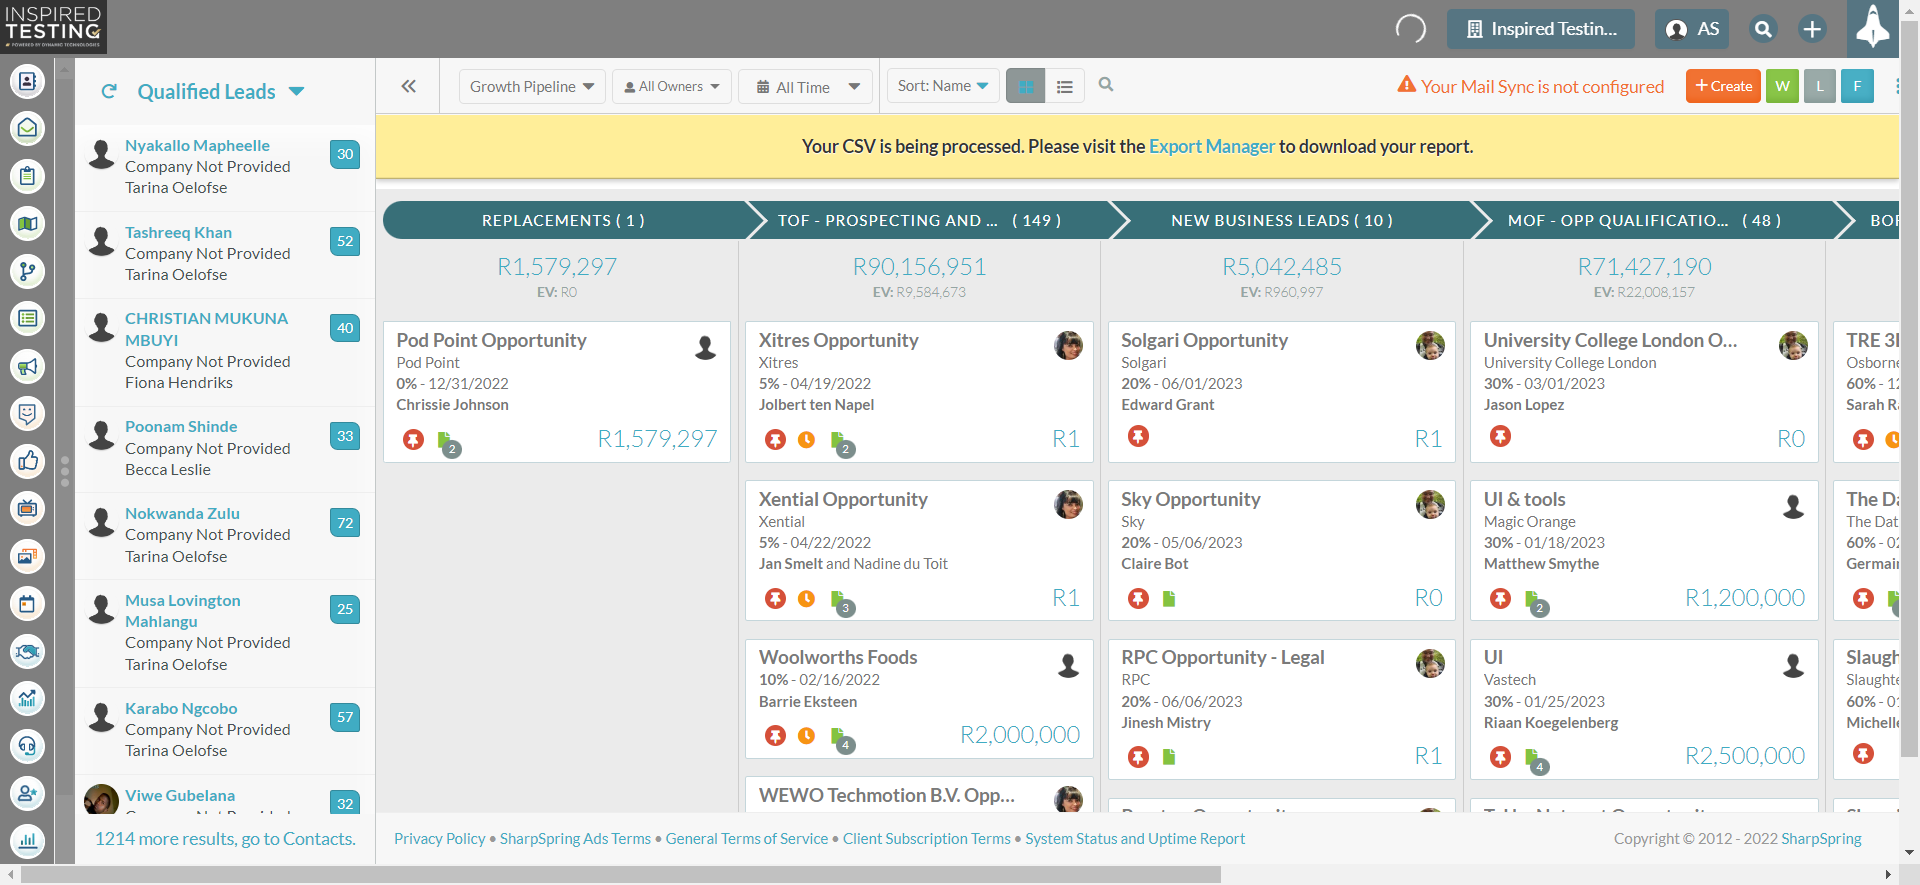 INSPIRED
TESTING
POWERED BY DYNAMIC TECHNOLOGIES
Inspired Testin...
AS
Qualified Leads
Growth Pipeline
All Owners
All Time
Sort: Name
Your Mail Sync is not configured
+ Create
W
L
F
Your CSV is being processed. Please visit the Export Manager to download your report.
Nyakallo Mapheelle
30
Company Not Provided
Tarina Oelofse
Tashreeq Khan
52
Company Not Provided
Tarina Oelofse
CHRISTIAN MUKUNA
MBUYI
40
Company Not Provided
Fiona Hendriks
Poonam Shinde
33
Company Not Provided
Becca Leslie
Nokwanda Zulu
72
Company Not Provided
Tarina Oelofse
Musa Lovington
Mahlangu
25
Company Not Provided
Tarina Oelofse
Karabo Ngcobo
57
Company Not Provided
Tarina Oelofse
Viwe Gubelana
32
1214 more results, go to Contacts.
REPLACEMENTS ( 1 )
R1,579,297
EV: R0
Pod Point Opportunity
Pod Point
0% - 12/31/2022
Chrissie Johnson
2
R1,579,297
TOF - PROSPECTING AND ... ( 149 )
R90,156,951
EV: R9,584,673
Xitres Opportunity
Xitres
5% - 04/19/2022
Jolbert ten Napel
2
R1
Xential Opportunity
Xential
5% - 04/22/2022
Jan Smelt and Nadine du Toit
3
R1
Woolworths Foods
10% - 02/16/2022
Barrie Eksteen
4
R2,000,000
WEWO Techmotion B.V. Opp...
NEW BUSINESS LEADS ( 10 )
R5,042,485
EV: R960,997
Solgari Opportunity
Solgari
20% - 06/01/2023
Edward Grant
R1
Sky Opportunity
Sky
20% - 05/06/2023
Claire Bot
R0
RPC Opportunity - Legal
RPC
20% - 06/06/2023
Jinesh Mistry
R1
MOF - OPP QUALIFICATIO... ( 48 )
R71,427,190
EV: R22,008,157
University College London O...
University College London
30% - 03/01/2023
Jason Lopez
R0
UI & tools
Magic Orange
30% - 01/18/2023
Matthew Smythe
2
R1,200,000
UI
Vastech
30% - 01/25/2023
Riaan Koegelenberg
4
R2,500,000
TRE 3
Osborne
60% - 12
Sarah R
The Da
The Dat
60% - 02
Germain
Slaugh
Slaughte
60% - 01
Michelle
Privacy Policy • SharpSpring Ads Terms • General Terms of Service • Client Subscription Terms • System Status and Uptime Report
Copyright © 2012 - 2022 SharpSpring